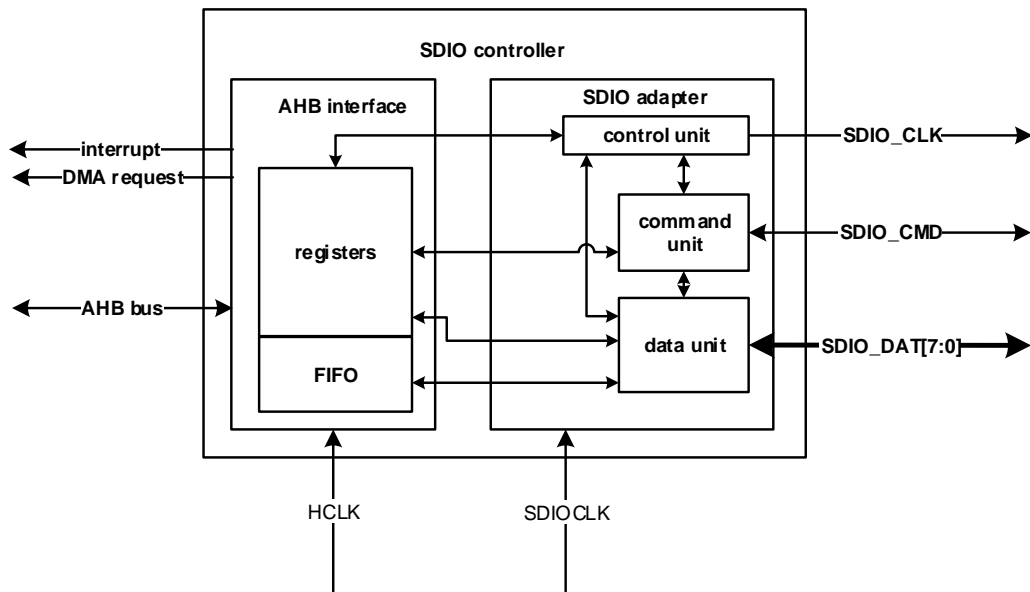 SDIO controller
AHB interface
SDIO adapter
control unit
SDIO_CLK
interrupt
DMA request
command
unit
SDIO_CMD
registers
AHB bus
data unit
SDIO_DAT[7:0]
FIFO
HCLK
SDIOCLK